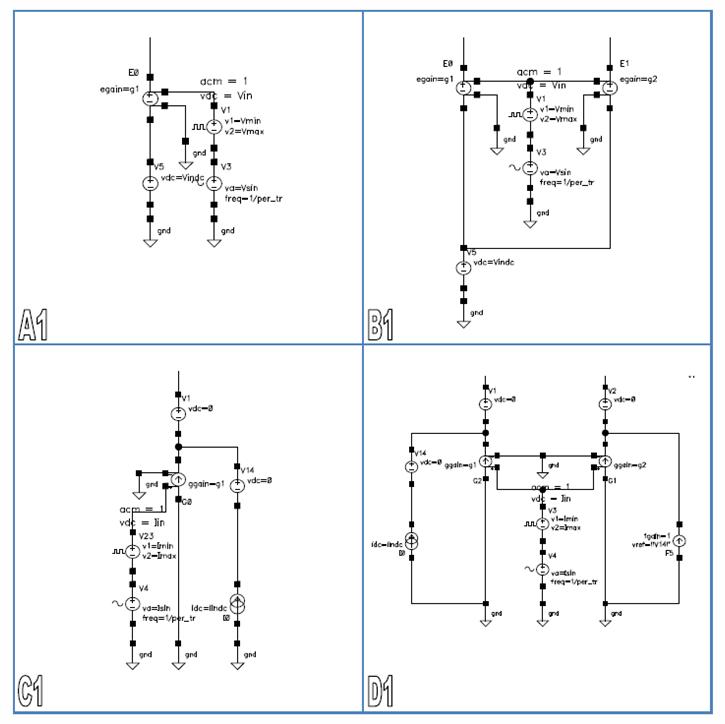 E0
egain=g1
acm = 1
vdc = Vin
V1
v1=Vmin
v2=Vmax
gnd
V5
vdc=Vindc
V3
va=Vsin
freq=1/per_tr
gnd
gnd
A1
E0
egain=g1
E1
egain=g2
acm = 1
vdc = Vin
V1
v1=Vmin
v2=Vmax
gnd
gnd
V3
va=Vsin
freq=1/per_tr
gnd
V5
vdc=Vindc
gnd
B1
V1
vdc=0
gnd
ggain=g1
G0
V14
vdc=0
acm = 1
vdc = Iin
V23
v1=Imin
v2=Imax
V4
va=Isin
freq=1/per_tr
idc=Iindc
I0
gnd
gnd
gnd
C1
V1
vdc=0
V2
vdc=0
V14
vdc=0
ggain=g1
G2
gnd
ggain=g2
G1
acm = 1
vdc = Iin
V3
v1=Imin
v2=Imax
V4
va=Isin
freq=1/per_tr
idc=Iindc
I0
fgain=1
vref="V14"
F5
gnd
gnd
gnd
D1